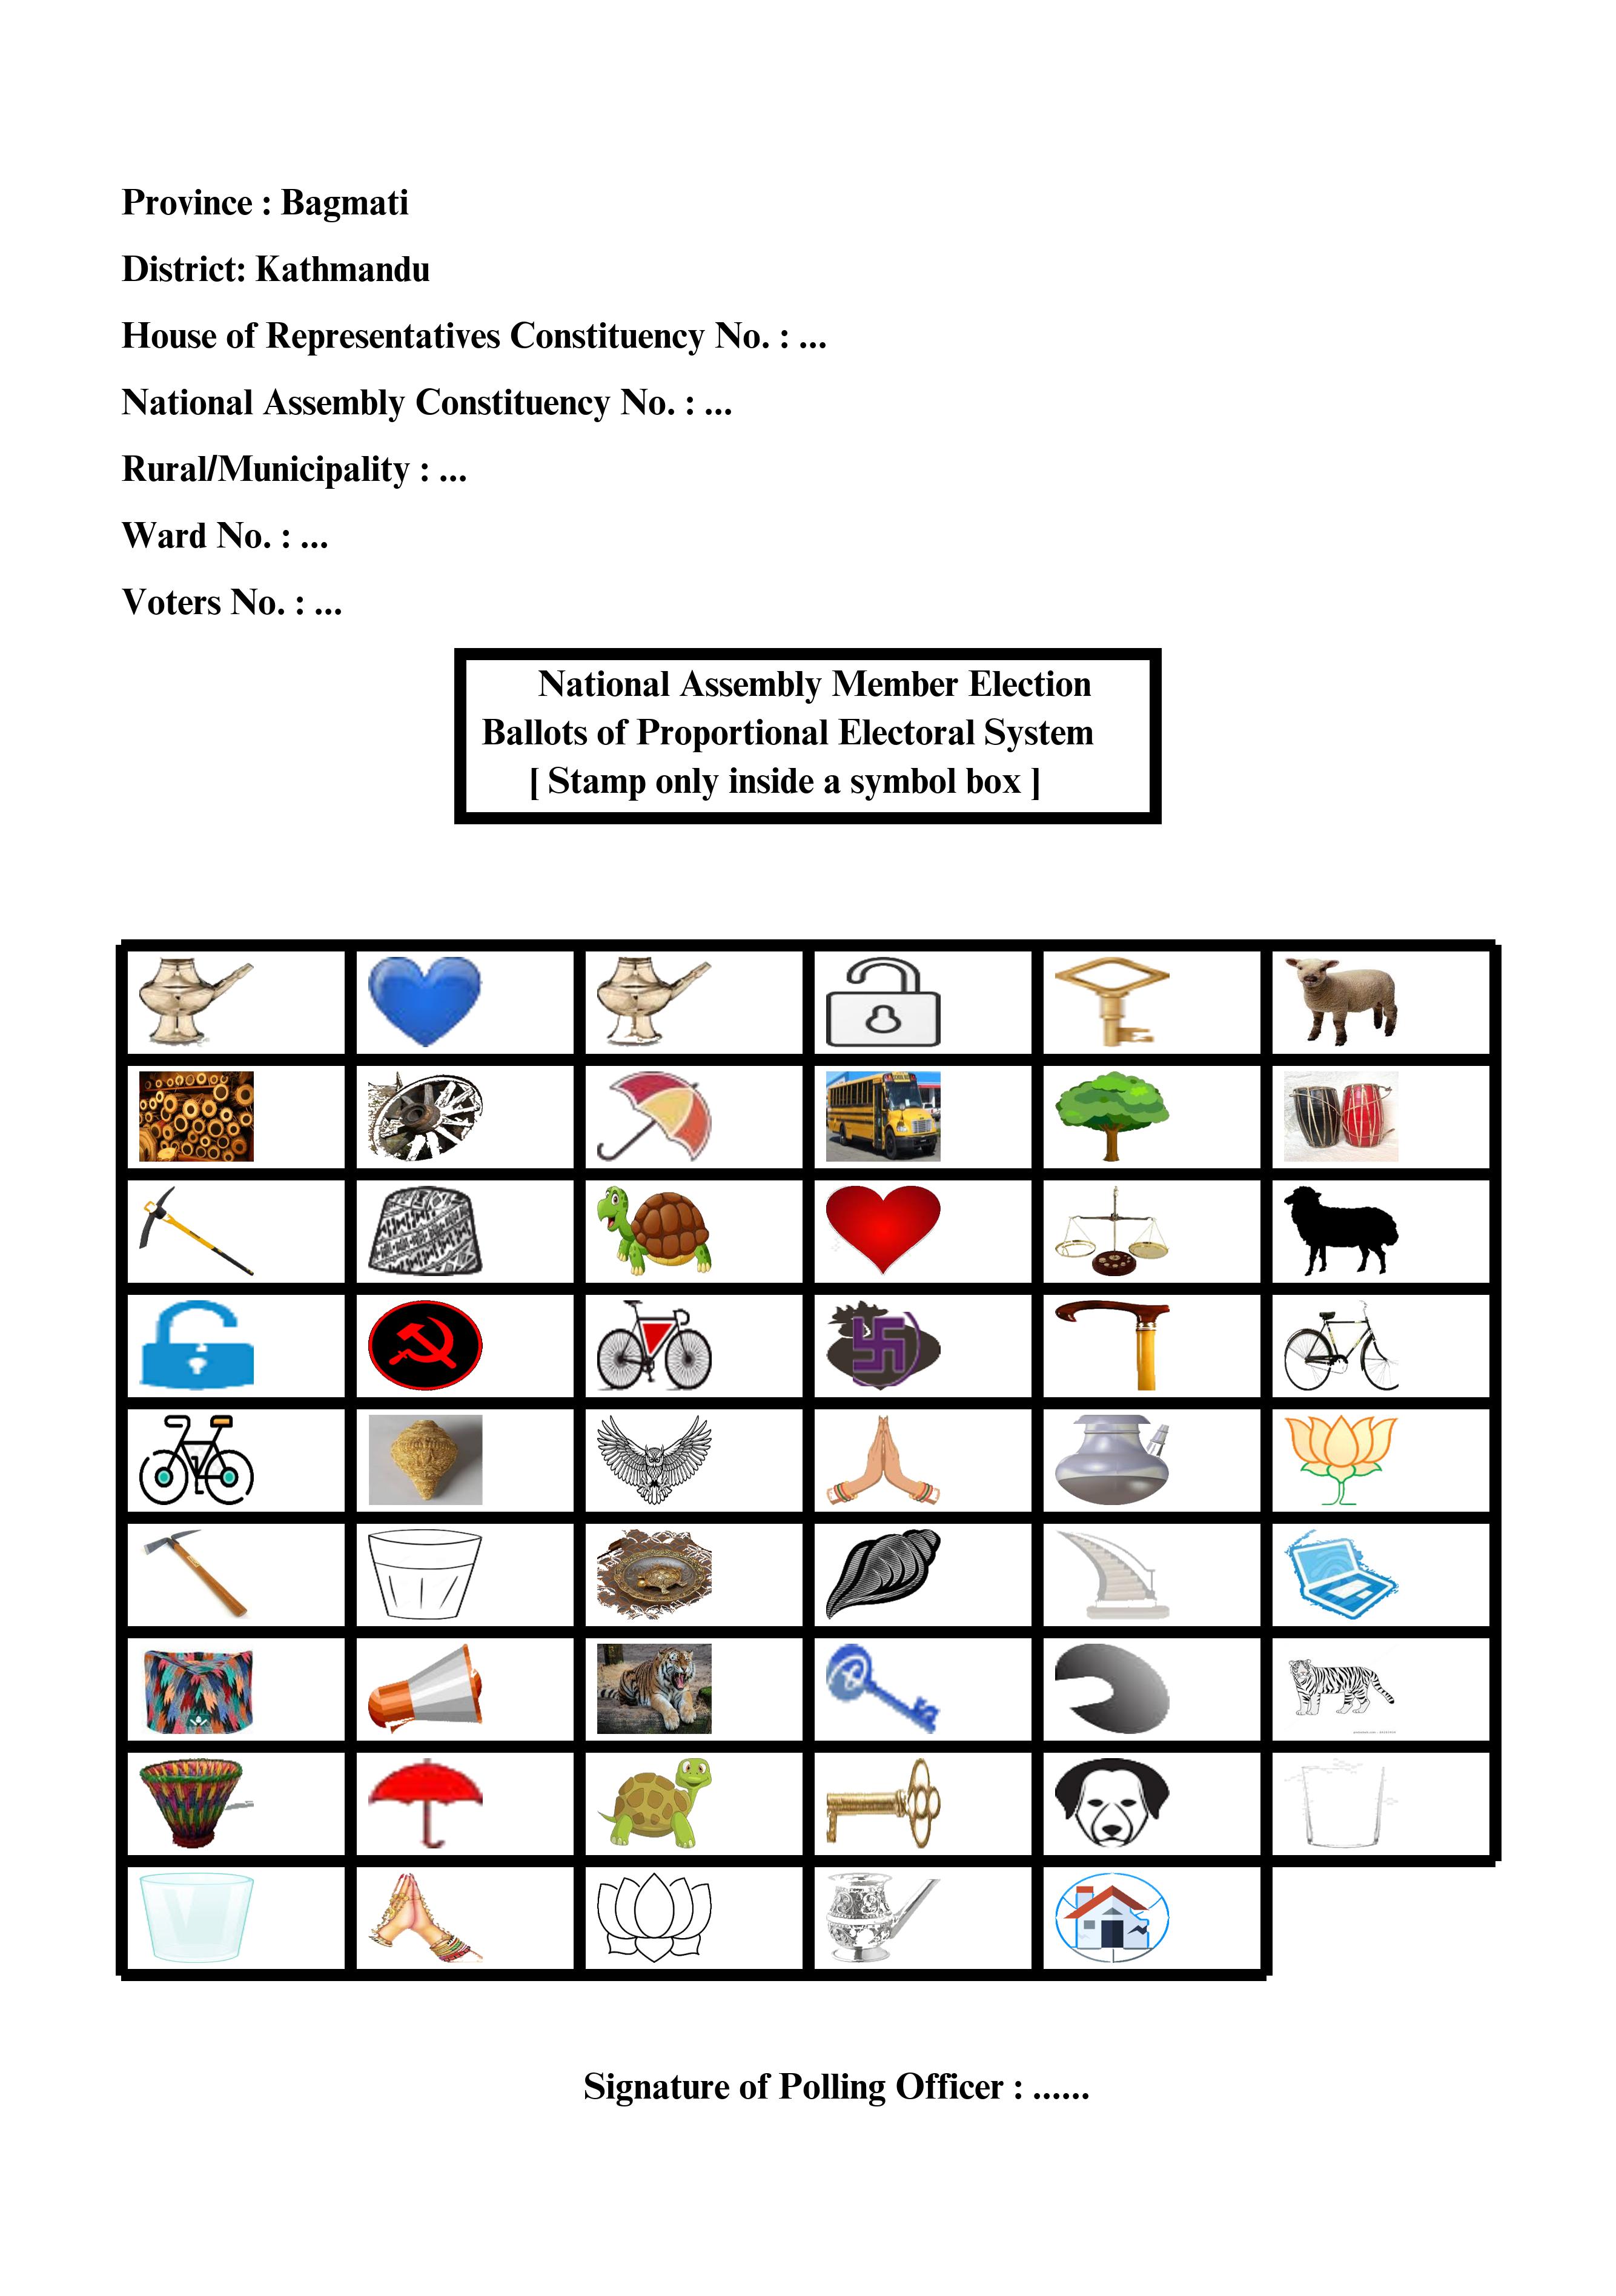 Province : Bagmati
District: Kathmandu
House of Representatives Constituency No. : ...
National Assembly Constituency No. : ...
Rural/Municipality : ...
Ward No. : ...
Voters No. : ...
National Assembly Member Election
Ballots of Proportional Electoral System
[ Stamp only inside a symbol box ]
Signature of Polling Officer : ......